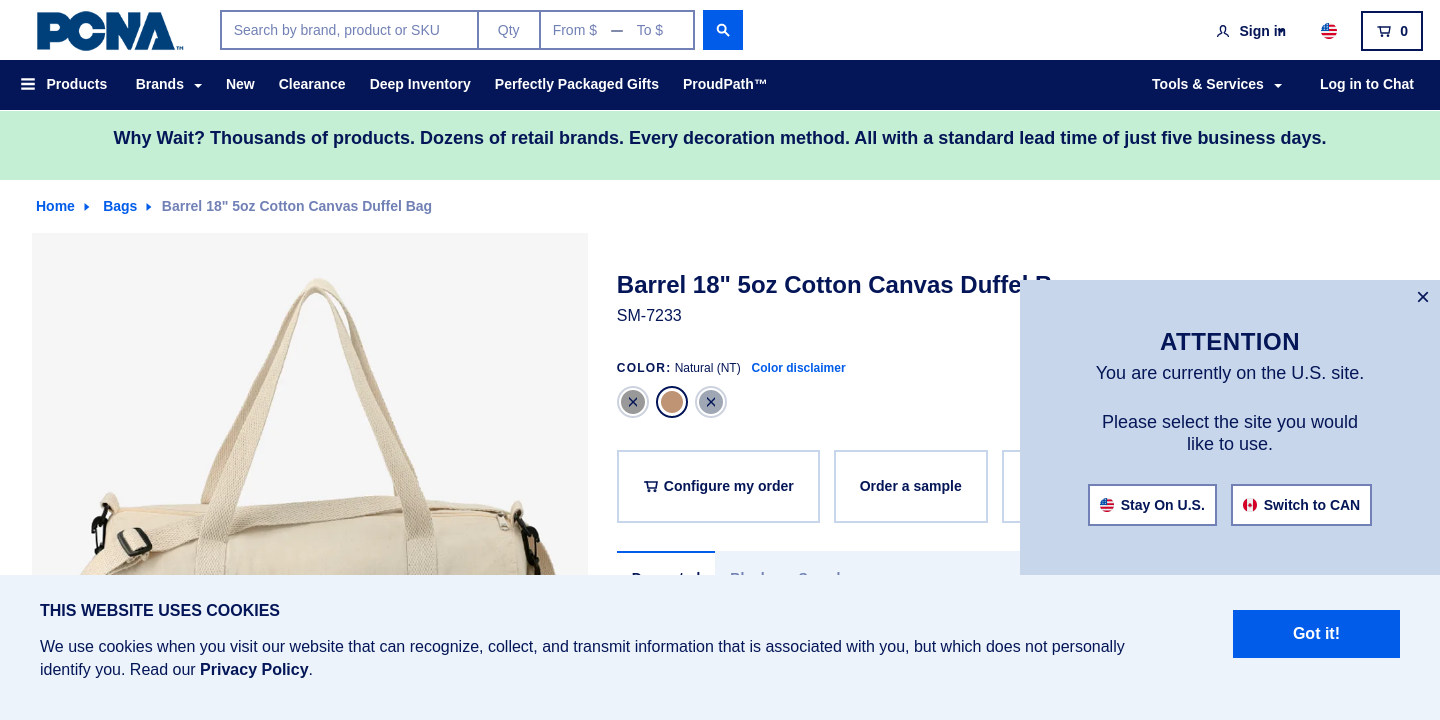 PCNA™
Search by brand, product or SKU
Qty
From $ — To $
Sign in
0
Products
Brands
New
Clearance
Deep Inventory
Perfectly Packaged Gifts
ProudPath™
Tools & Services
Log in to Chat
Why Wait? Thousands of products. Dozens of retail brands. Every decoration method. All with a standard lead time of just five business days.
Home
Bags
Barrel 18" 5oz Cotton Canvas Duffel Bag
Barrel 18" 5oz Cotton Canvas Duffel
SM-7233
COLOR: Natural (NT) Color disclaimer
Configure my order
Order a sample
ATTENTION
You are currently on the U.S. site.
Please select the site you would
like to use.
Stay On U.S.
Switch to CAN
THIS WEBSITE USES COOKIES
We use cookies when you visit our website that can recognize, collect, and transmit information that is associated with you, but which does not personally
identify you. Read our Privacy Policy.
Got it!